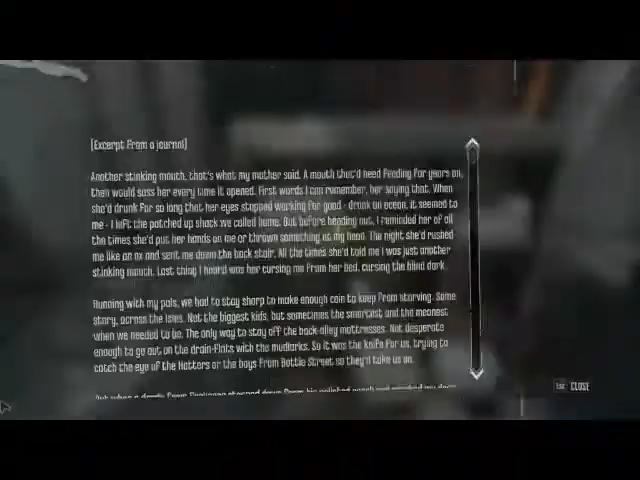 [Excerpt from a journal]
Another stinking mouth, that's what my mother said. A mouth that'd need feeding for years on,
then would sass her every time it opened. First words I can remember, her saying that. When
she'd drunk for so long that her eyes stopped working for good - drank an ocean, it seemed to
me - I left the patched up shack we called home. But before heading out, I reminded her of all
the times she'd put her hands on me or thrown something at my head. The night she'd rushed
me like an ox and sent me down the back stair. All the times she'd told me I was just another
stinking mouth. Last thing I heard was her cursing me from her bed, cursing the blind dark.
Running with my pals, we had to stay sharp to make enough coin to keep from starving. Same
story, across the Isles. Not the biggest kids, but sometimes the smartest and the meanest
when we needed to be. The only way to stay off the back-alley mattresses. Not desperate
enough to go out on the drain-flats with the mudlarks. So it was the knife for us, trying to
catch the eye of the Hatters or the boys from Bottle Street so they'll take us on.
Esc CLOSE